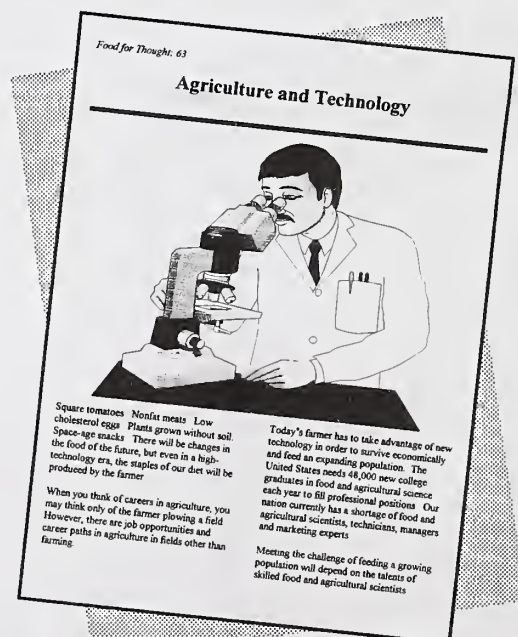 Food for Thought: 63
Agriculture and Technology
Square tomatoes Nonfat meats Low
cholesterol eggs Plants grown without soil.
Space-age snacks There will be changes in
the food of the future, but even in a high-
technology era, the staples of our diet will be
produced by the farmer
When you think of careers in agriculture, you
may think only of the farmer plowing a field
However, there are job opportunities and
career paths in agriculture in fields other than
farming.
Today's farmer has to take advantage of new
technology in order to survive economically
and feed an expanding population. The
United States needs 48,000 new college
graduates in food and agricultural science
each year to fill professional positions Our
nation currently has a shortage of food and
agricultural scientists, technicians, managers
and marketing experts
Meeting the challenge of feeding a growing
population will depend on the talents of
skilled food and agricultural scientists